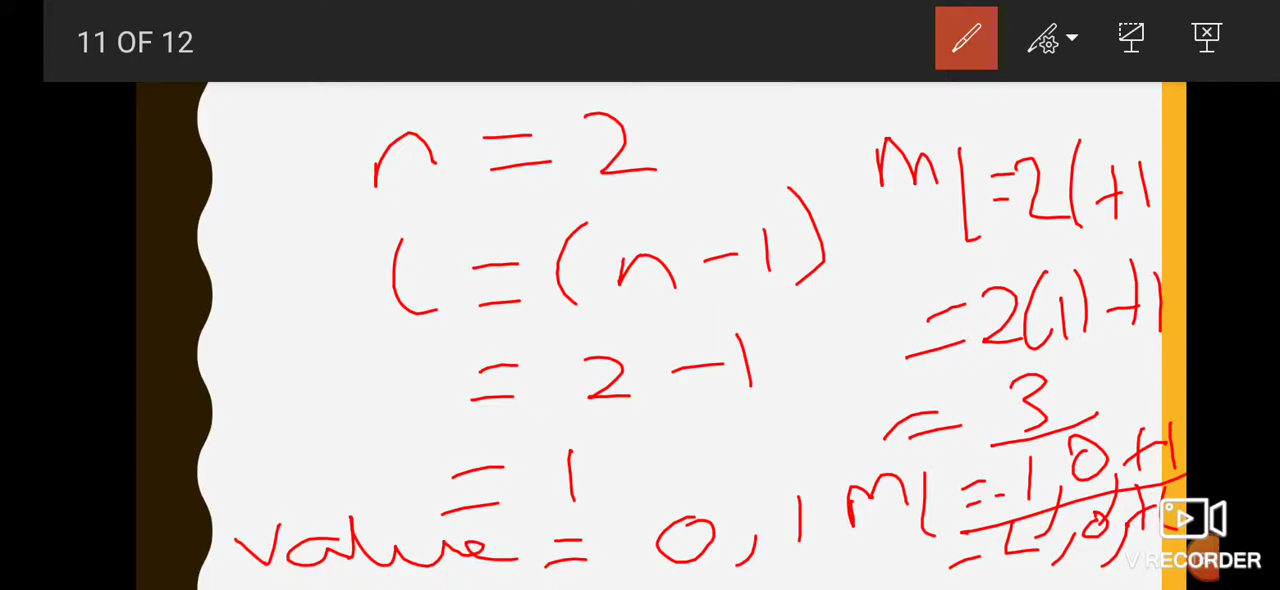 11 OF 12
n = 2
l = (n - 1)
= 2 - 1
= 1
value = 0, 1
ml = 2l + 1
= 2(1) + 1
= 3
ml = -1, 0, +1
V RECORDER